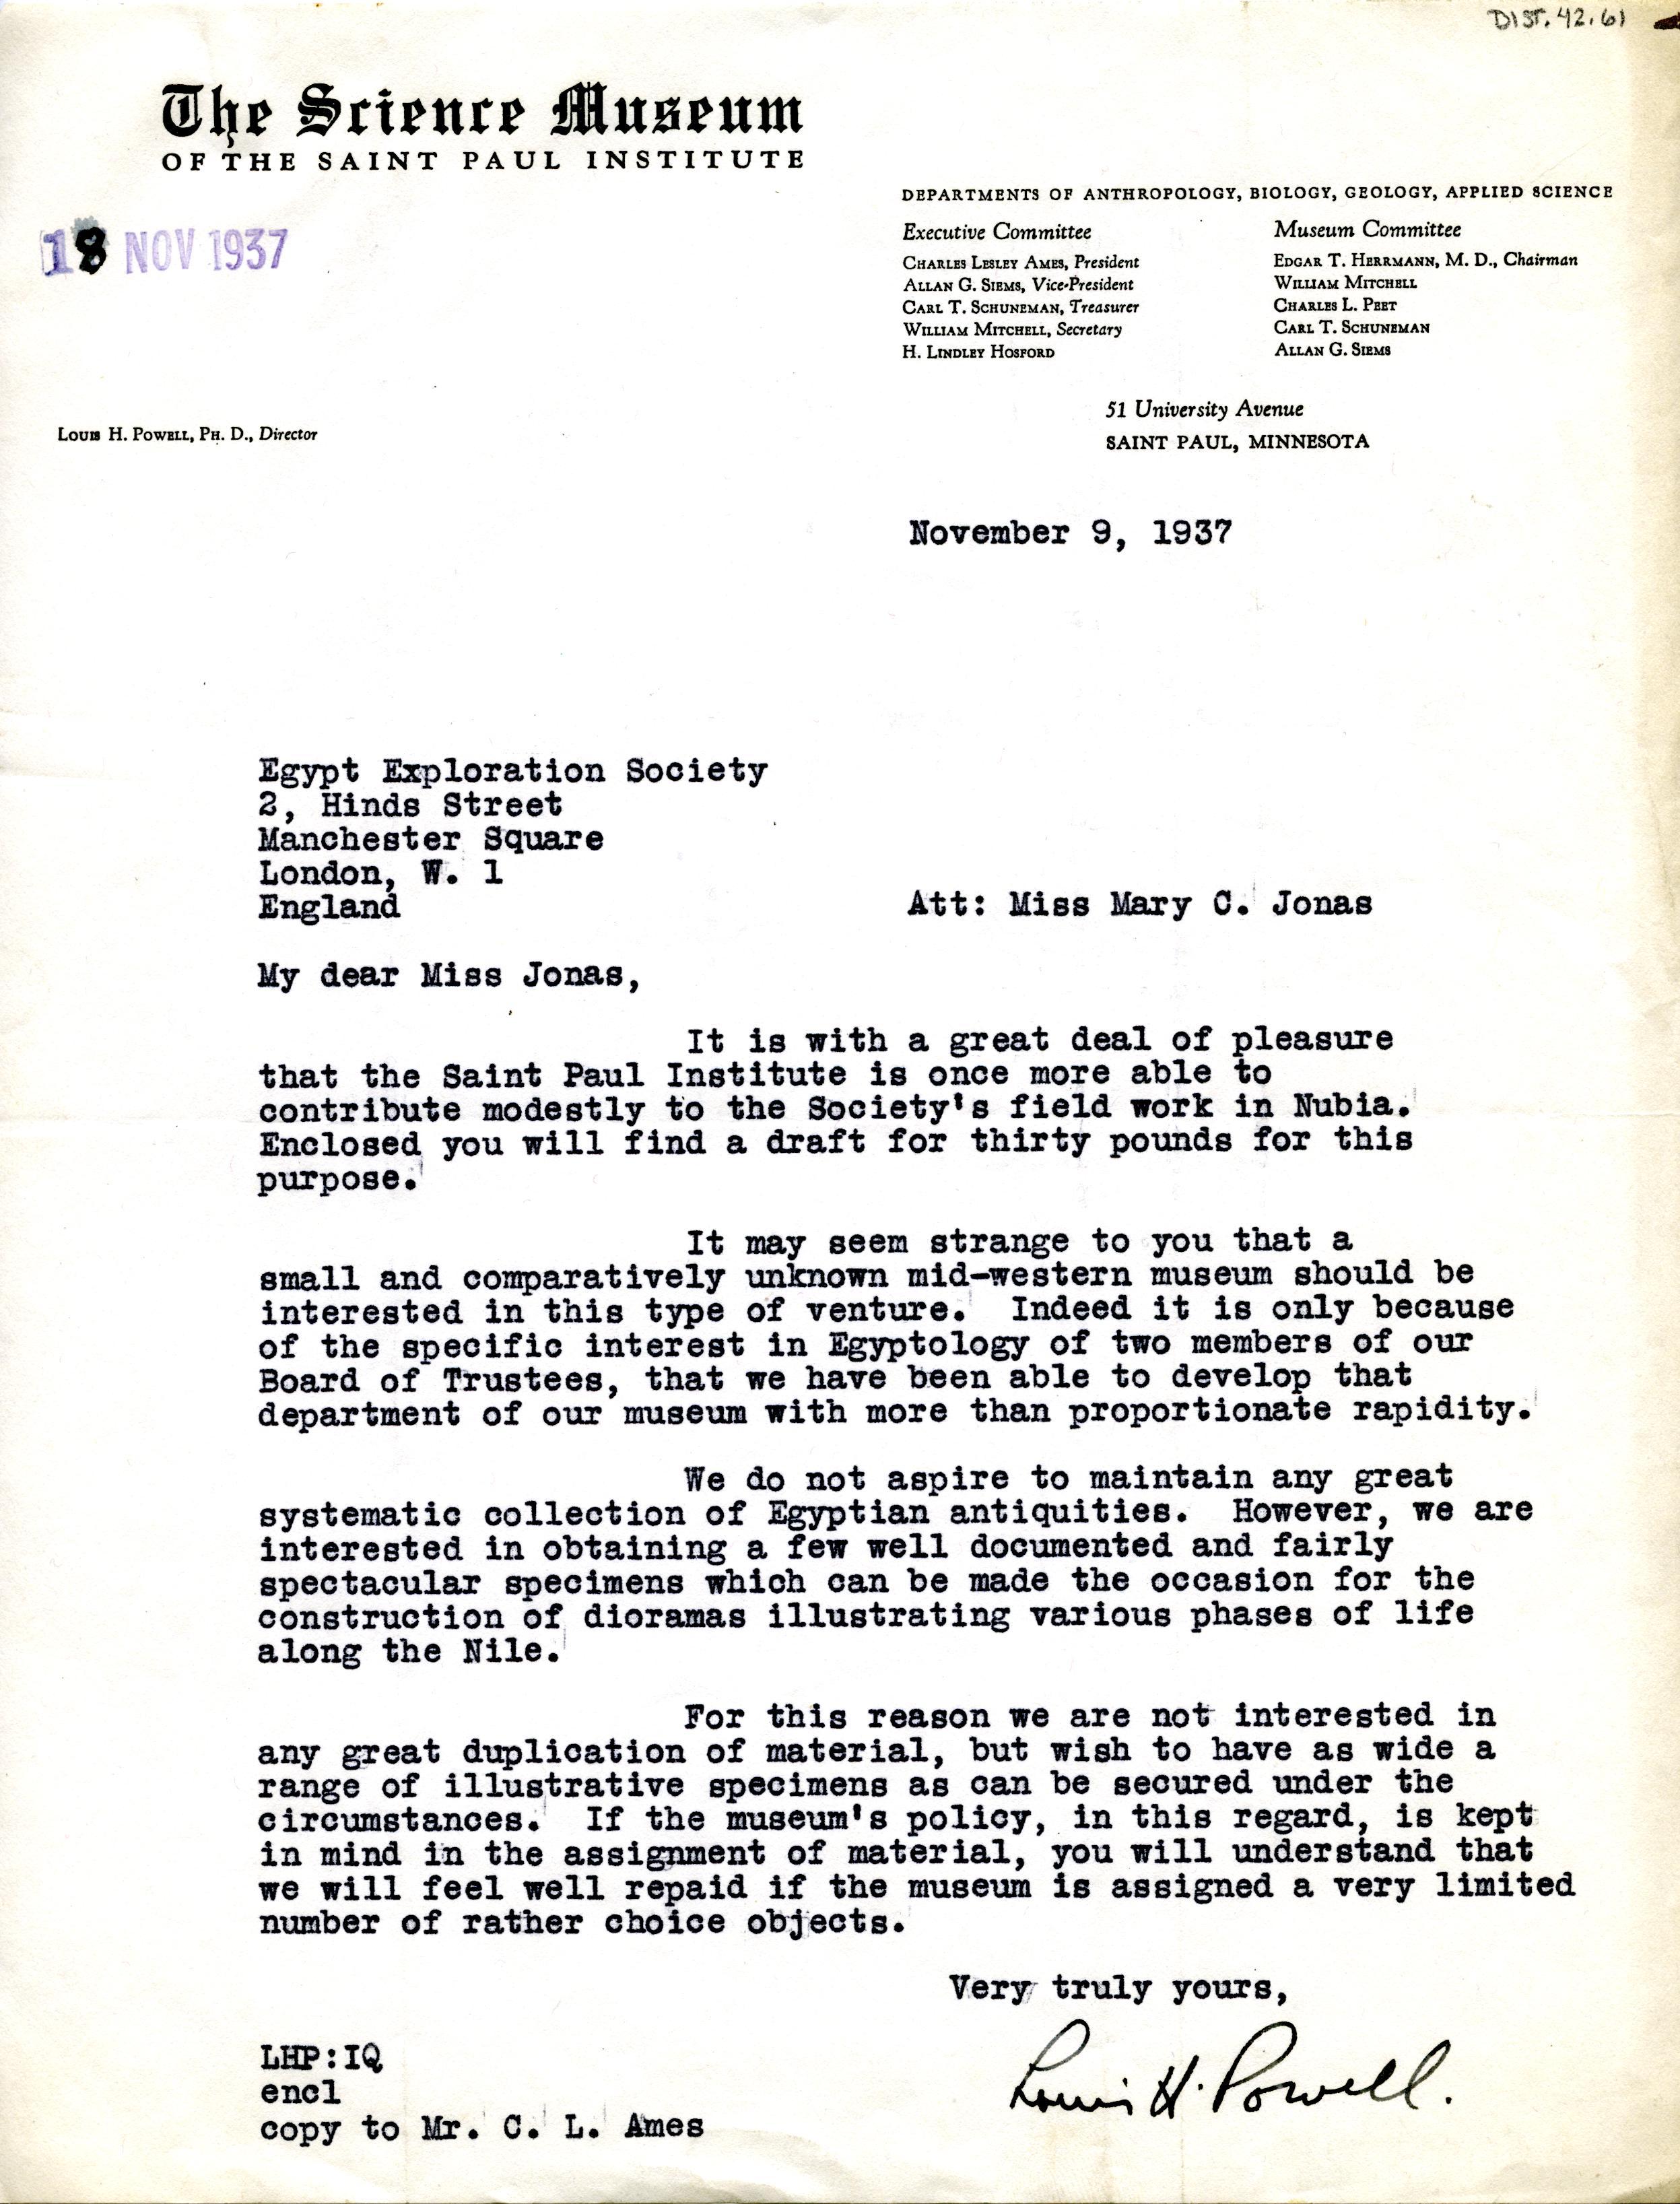 DIST. 42.61
The Science Museum
OF THE SAINT PAUL INSTITUTE
18 NOV 1937
DEPARTMENTS OF ANTHROPOLOGY, BIOLOGY, GEOLOGY, APPLIED SCIENCE
Executive Committee
CHARLES LESLEY AMES, President
ALLAN G. SIEMS, Vice-President
CARL T. SCHUNEMAN, Treasurer
WILLIAM MITCHELL, Secretary
H. LINDLEY HOSFORD
Museum Committee
EDGAR T. HERRMANN, M. D., Chairman
WILLIAM MITCHELL
CHARLES L. PEET
CARL T. SCHUNEMAN
ALLAN G. SIEMS
51 University Avenue
SAINT PAUL, MINNESOTA
LOUIS H. POWELL, PH. D., Director
November 9, 1937
Egypt Exploration Society
2, Hinds Street
Manchester Square
London, W. 1
England
Att: Miss Mary C. Jonas
My dear Miss Jonas,
It is with a great deal of pleasure
that the Saint Paul Institute is once more able to
contribute modestly to the Society's field work in Nubia.
Enclosed you will find a draft for thirty pounds for this
purpose.
It may seem strange to you that a
small and comparatively unknown mid-western museum should be
interested in this type of venture. Indeed it is only because
of the specific interest in Egyptology of two members of our
Board of Trustees, that we have been able to develop that
department of our museum with more than proportionate rapidity.
We do not aspire to maintain any great
systematic collection of Egyptian antiquities. However, we are
interested in obtaining a few well documented and fairly
spectacular specimens which can be made the occasion for the
construction of dioramas illustrating various phases of life
along the Nile.
For this reason we are not interested in
any great duplication of material, but wish to have as wide a
range of illustrative specimens as can be secured under the
circumstances. If the museum's policy, in this regard, is kept
in mind in the assignment of material, you will understand that
we will feel well repaid if the museum is assigned a very limited
number of rather choice objects.
Very truly yours,
Louis H. Powell.
LHP:IQ
encl
copy to Mr. C. L. Ames